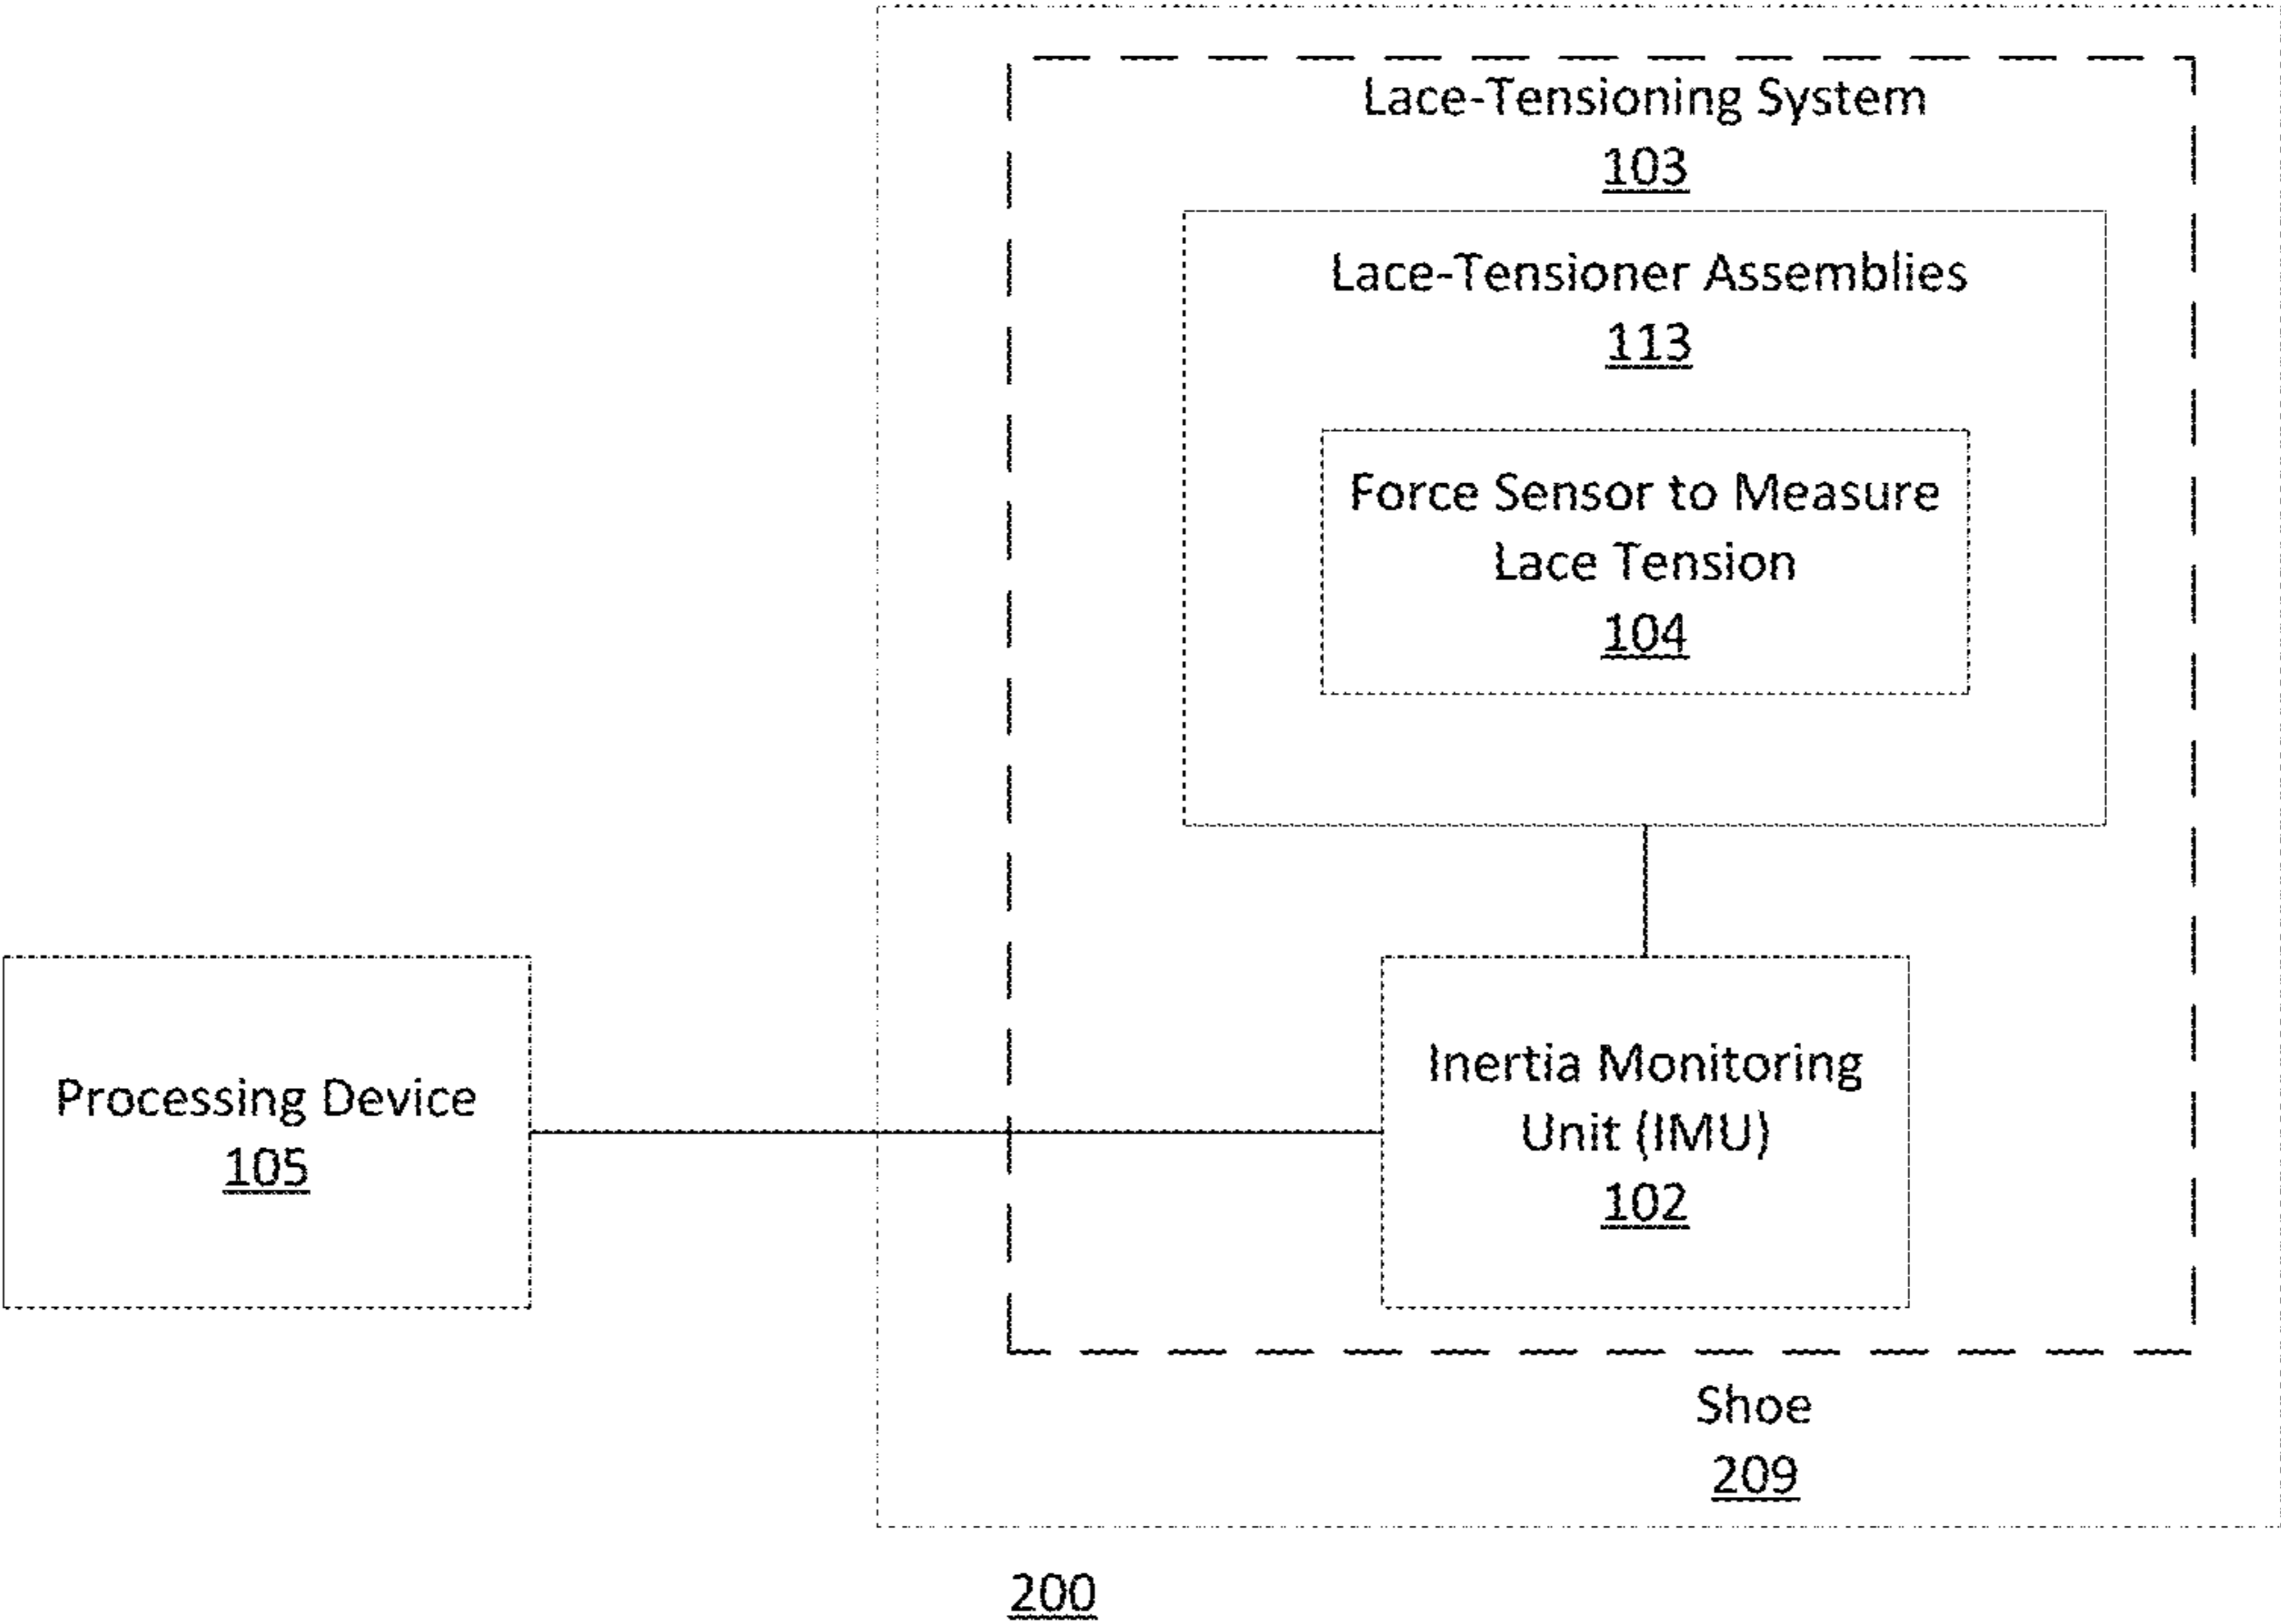 Lace-Tensioning System
103
Lace-Tensioner Assemblies
113
Force Sensor to Measure
Lace Tension
104
Processing Device
105
Inertia Monitoring
Unit (IMU)
102
Shoe
209
200